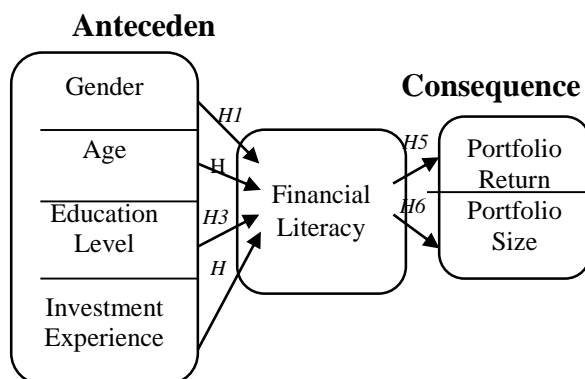 Anteceden
Consequence
Gender
Age
Education
Level
Investment
Experience
H1
H
H3
H
Financial
Literacy
H5
H6
Portfolio
Return
Portfolio
Size